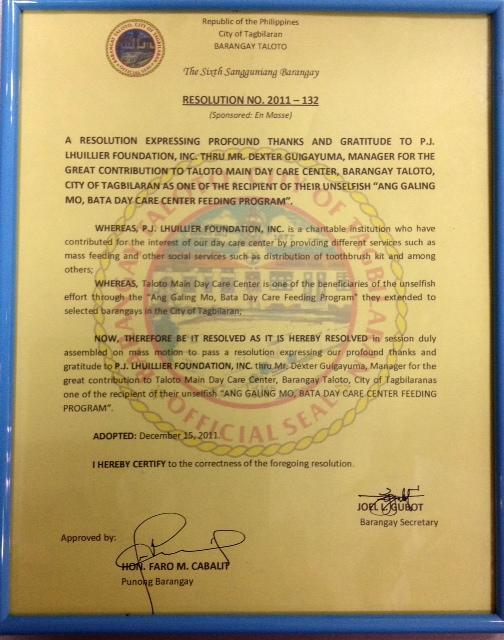 Republic of the Philippines
City of Tagbilaran
BARANGAY TALOTO
The Sixth Sangguniang Barangay
RESOLUTION NO. 2011 – 132
(Sponsored: En Masse)
A RESOLUTION EXPRESSING PROFOUND THANKS AND GRATITUDE TO P.J.
LHUILLIER FOUNDATION, INC. THRU MR. DEXTER GUIGAYUMA, MANAGER FOR THE
GREAT CONTRIBUTION TO TALOTO MAIN DAY CARE CENTER, BARANGAY TALOTO,
CITY OF TAGBILARAN AS ONE OF THE RECIPIENT OF THEIR UNSELFISH “ANG GALING
MO, BATA DAY CARE CENTER FEEDING PROGRAM”.
WHEREAS, P.J. LHUILLIER FOUNDATION, INC. is a charitable institution who have
contributed for the interest of our day care center by providing different services such as
mass feeding and other social services such as distribution of toothbrush kit and among
others;
WHEREAS, Taloto Main Day Care Center is one of the beneficiaries of the unselfish
effort through the “Ang Galing Mo, Bata Day Care Feeding Program” they extended to
selected barangays in the City of Tagbilaran;
NOW, THEREFORE BE IT RESOLVED AS IT IS HEREBY RESOLVED in session duly
assembled on mass motion to pass a resolution expressing our profound thanks and
gratitude to P.J. LHUILLIER FOUNDATION, INC. thru Mr. Dexter Guigayuma, Manager for the
great contribution to Taloto Main Day Care Center, Barangay Taloto, City of Tagbilaranas
one of the recipient of their unselfish “ANG GALING MO, BATA DAY CARE CENTER FEEDING
PROGRAM”.
ADOPTED: December 15, 2011.
I HEREBY CERTIFY to the correctness of the foregoing resolution.
JOEL L. GUBOT
Barangay Secretary
Approved by:
HON. FARO M. CABALIT
Punong Barangay
BARANGAY TALOTO, CITY OF TAGBILARAN
OFFICIAL SEAL